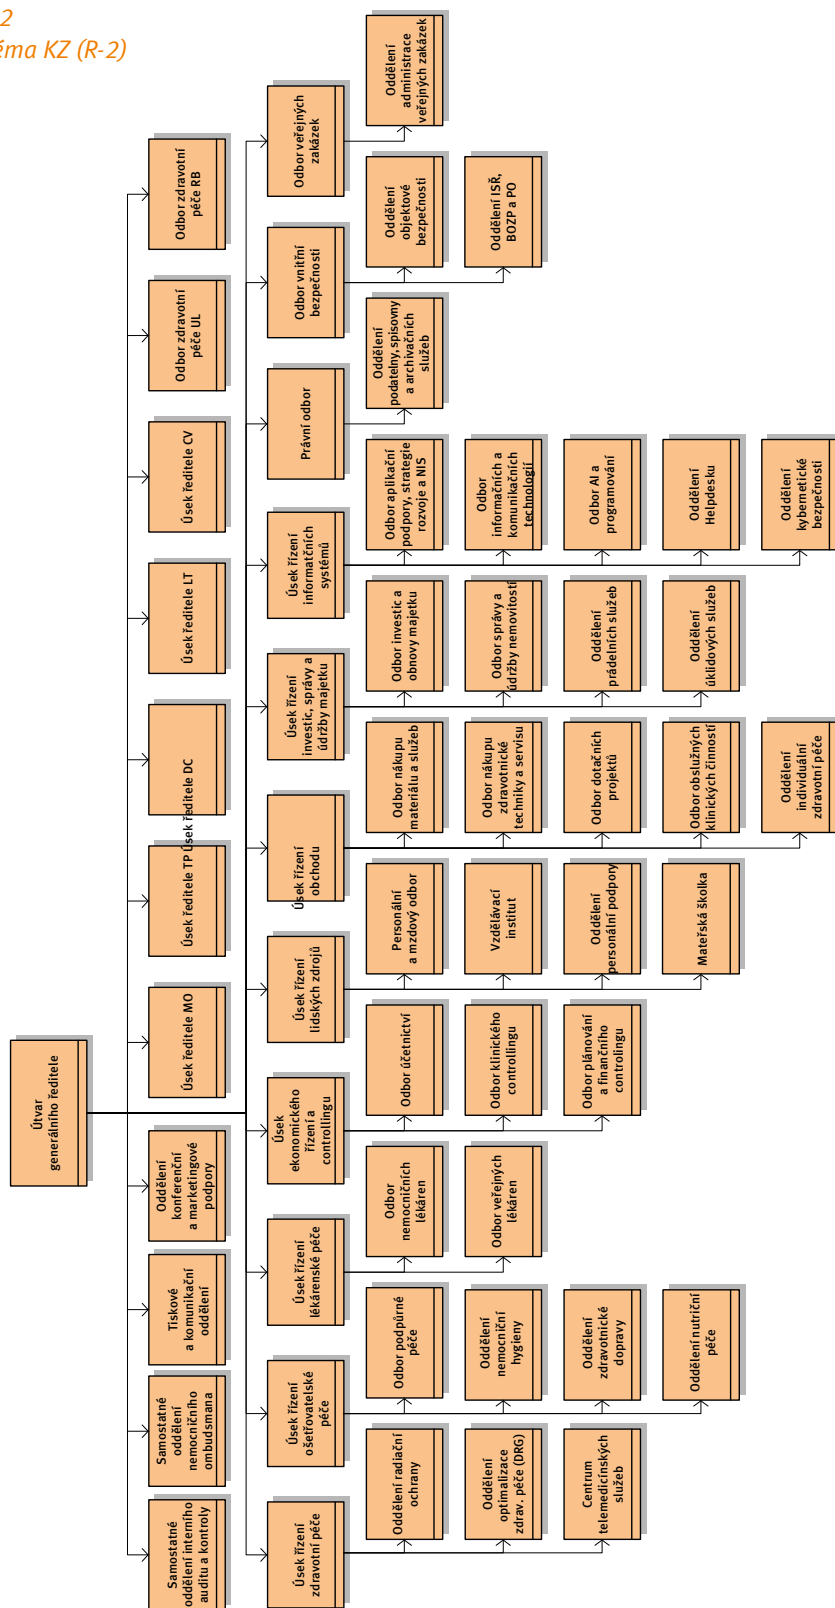 2
éma KZ (R-2)
Útvar
generálního ředitele
Samostatné
oddělení interního
auditu a kontroly
Samostatné
oddělení
nemocničního
ombudsmana
Tiskové
a komunikační
oddělení
Oddělení
konferenční
a marketingové
podpory
Úsek ředitele MO
Úsek ředitele TP
Úsek ředitele DC
Úsek ředitele LT
Úsek ředitele CV
Odbor zdravotní
péče UL
Odbor zdravotní
péče RB
Úsek řízení
zdravotní péče
Úsek řízení
ošetřovatelské
péče
Úsek řízení
lékárenské péče
Úsek
ekonomického
řízení a
controllingu
Úsek řízení
lidských zdrojů
Úsek řízení
obchodu
Úsek řízení
investic, správy a
údržby majetku
Úsek řízení
informatčních
systémů
Právní odbor
Odbor vnitřní
bezpečnosti
Odbor veřejných
zakázek
Oddělení radiační
ochrany
Odbor podpůrné
péče
Odbor
nemocničních
lékáren
Odbor účetnictví
Personální
a mzdový odbor
Odbor nákupu
materiálu a služeb
Odbor investic a
obnovy majetku
Odbor aplikační
podpory, strategie
rozvoje a NIS
Oddělení
podatelny, spisovny
a archivačních
služeb
Oddělení
objektové
bezpečnosti
Oddělení
administrace
veřejných zakázek
Oddělení
optimalizace
zdrav. péče (DRG)
Oddělení
nemocniční
hygieny
Odbor veřejných
lékáren
Odbor klinického
controllingu
Vzdělávací
institut
Odbor nákupu
zdravotnické
techniky a servisu
Odbor správy a
údržby nemovitostí
Odbor
informačních a
komunikačních
technologií
Oddělení ISŘ,
BOZP a PO
Centrum
telemedicínských
služeb
Oddělení
zdravotnické
dopravy
Odbor plánování
a finančního
controlingu
Oddělení
personální podpory
Odbor dotačních
projektů
Oddělení
prádelních služeb
Odbor AI a
programování
Oddělení nutriční
péče
Mateřská školka
Odbor obslužných
klinických činností
Oddělení
úklidových služeb
Oddělení
Helpdesku
Oddělení
individuální
zdravotní péče
Oddělení
kybernetické
bezpečnosti